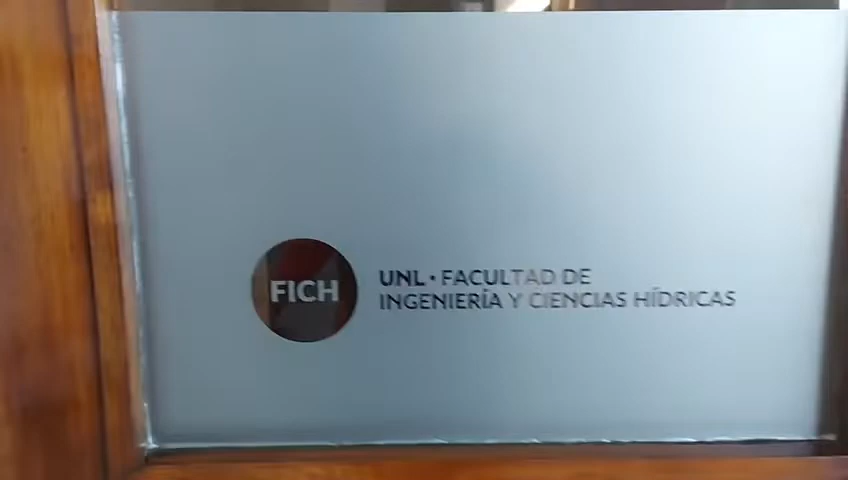 FICH
UNL • FACULTAD DE
INGENIERÍA Y CIENCIAS HÍDRICAS